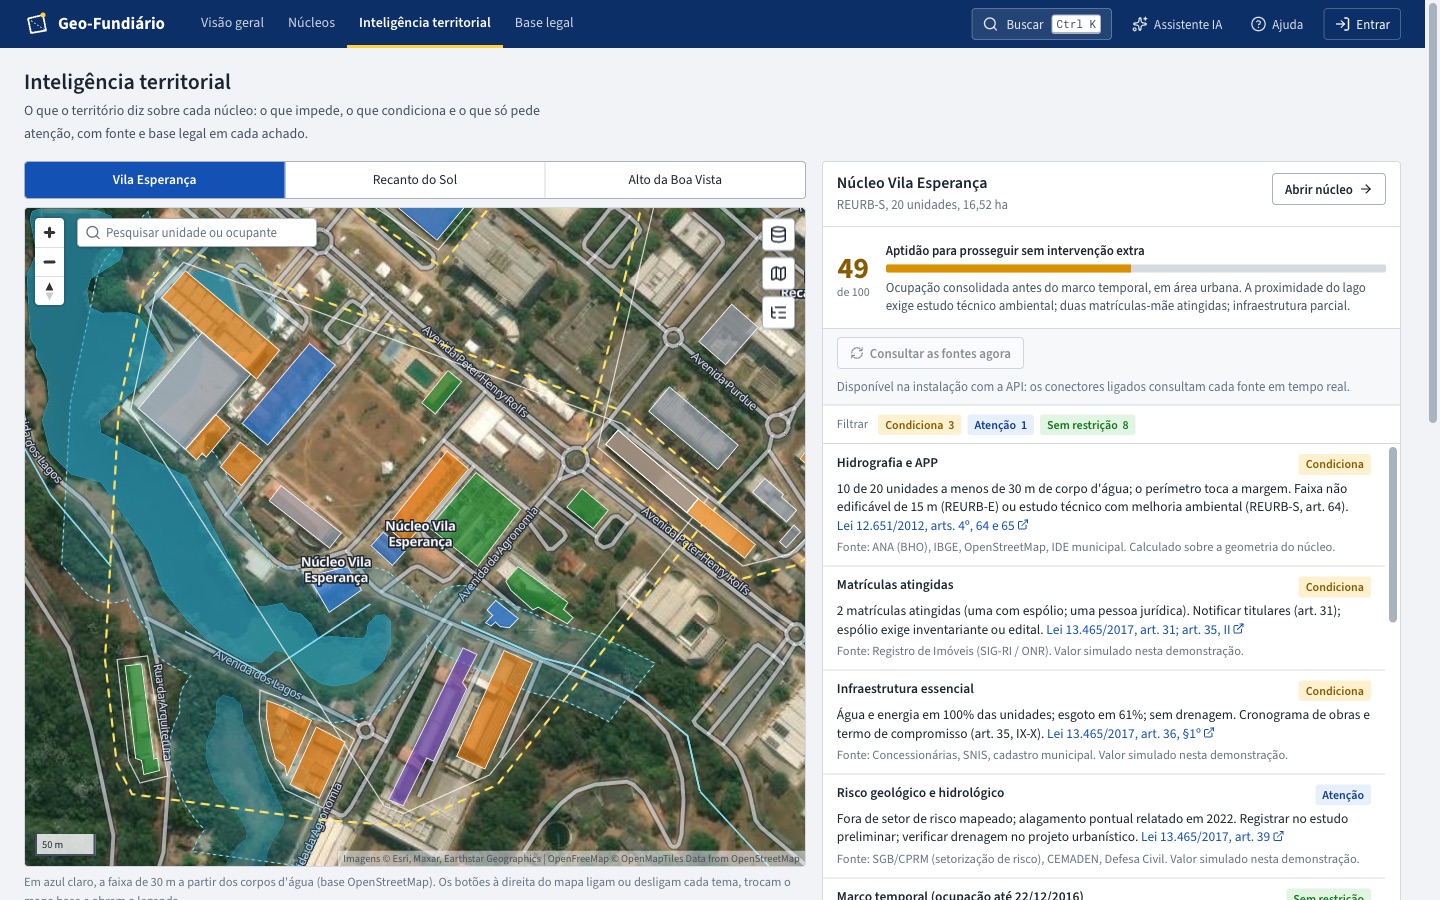 Geo-Fundiário
Visão geral
Núcleos
Inteligência territorial
Base legal
Buscar Ctrl K
Assistente IA
Ajuda
Entrar
Inteligência territorial
O que o território diz sobre cada núcleo: o que impede, o que condiciona e o que só pede
atenção, com fonte e base legal em cada achado.
Vila Esperança
Recanto do Sol
Alto da Boa Vista
Pesquisar unidade ou ocupante
Avenida Peter Henry Rolfs
Avenida Purdue
Núcleo Vila
Esperança
Núcleo Vila
Esperança
Avenida da Agronomia
Avenida Peter Henry Rolfs
Avenida dos Lagos
Rua da Arquitetura
50 m
Imagens © Esri, Maxar, Earthstar Geographics | OpenFreeMap © OpenMapTiles Data from OpenStreetMap
Em azul claro, a faixa de 30 m a partir dos corpos d'água (base OpenStreetMap). Os botões à direita do mapa ligam ou desligam cada tema, trocam o
Núcleo Vila Esperança
REURB-S, 20 unidades, 16,52 ha
Abrir núcleo
49
de 100
Aptidão para prosseguir sem intervenção extra
Ocupação consolidada antes do marco temporal, em área urbana. A proximidade do lago
exige estudo técnico ambiental; duas matrículas-mãe atingidas; infraestrutura parcial.
Consultar as fontes agora
Disponível na instalação com a API: os conectores ligados consultam cada fonte em tempo real.
Filtrar
Condiciona 3
Atenção 1
Sem restrição 8
Hidrografia e APP
Condiciona
10 de 20 unidades a menos de 30 m de corpo d'água; o perímetro toca a margem. Faixa não
edificável de 15 m (REURB-E) ou estudo técnico com melhoria ambiental (REURB-S, art. 64).
Lei 12.651/2012, arts. 4º, 64 e 65
Fonte: ANA (BHO), IBGE, OpenStreetMap, IDE municipal. Calculado sobre a geometria do núcleo.
Matrículas atingidas
Condiciona
2 matrículas atingidas (uma com espólio; uma pessoa jurídica). Notificar titulares (art. 31);
espólio exige inventariante ou edital. Lei 13.465/2017, art. 31; art. 35, II
Fonte: Registro de Imóveis (SIG-RI / ONR). Valor simulado nesta demonstração.
Infraestrutura essencial
Condiciona
Água e energia em 100% das unidades; esgoto em 61%; sem drenagem. Cronograma de obras e
termo de compromisso (art. 35, IX-X). Lei 13.465/2017, art. 36, §1º
Fonte: Concessionárias, SNIS, cadastro municipal. Valor simulado nesta demonstração.
Risco geológico e hidrológico
Atenção
Fora de setor de risco mapeado; alagamento pontual relatado em 2022. Registrar no estudo
preliminar; verificar drenagem no projeto urbanístico. Lei 13.465/2017, art. 39
Fonte: SGB/CPRM (setorização de risco), CEMADEN, Defesa Civil. Valor simulado nesta demonstração.
Marco temporal (ocupação até 22/12/2016)
Sem restrição